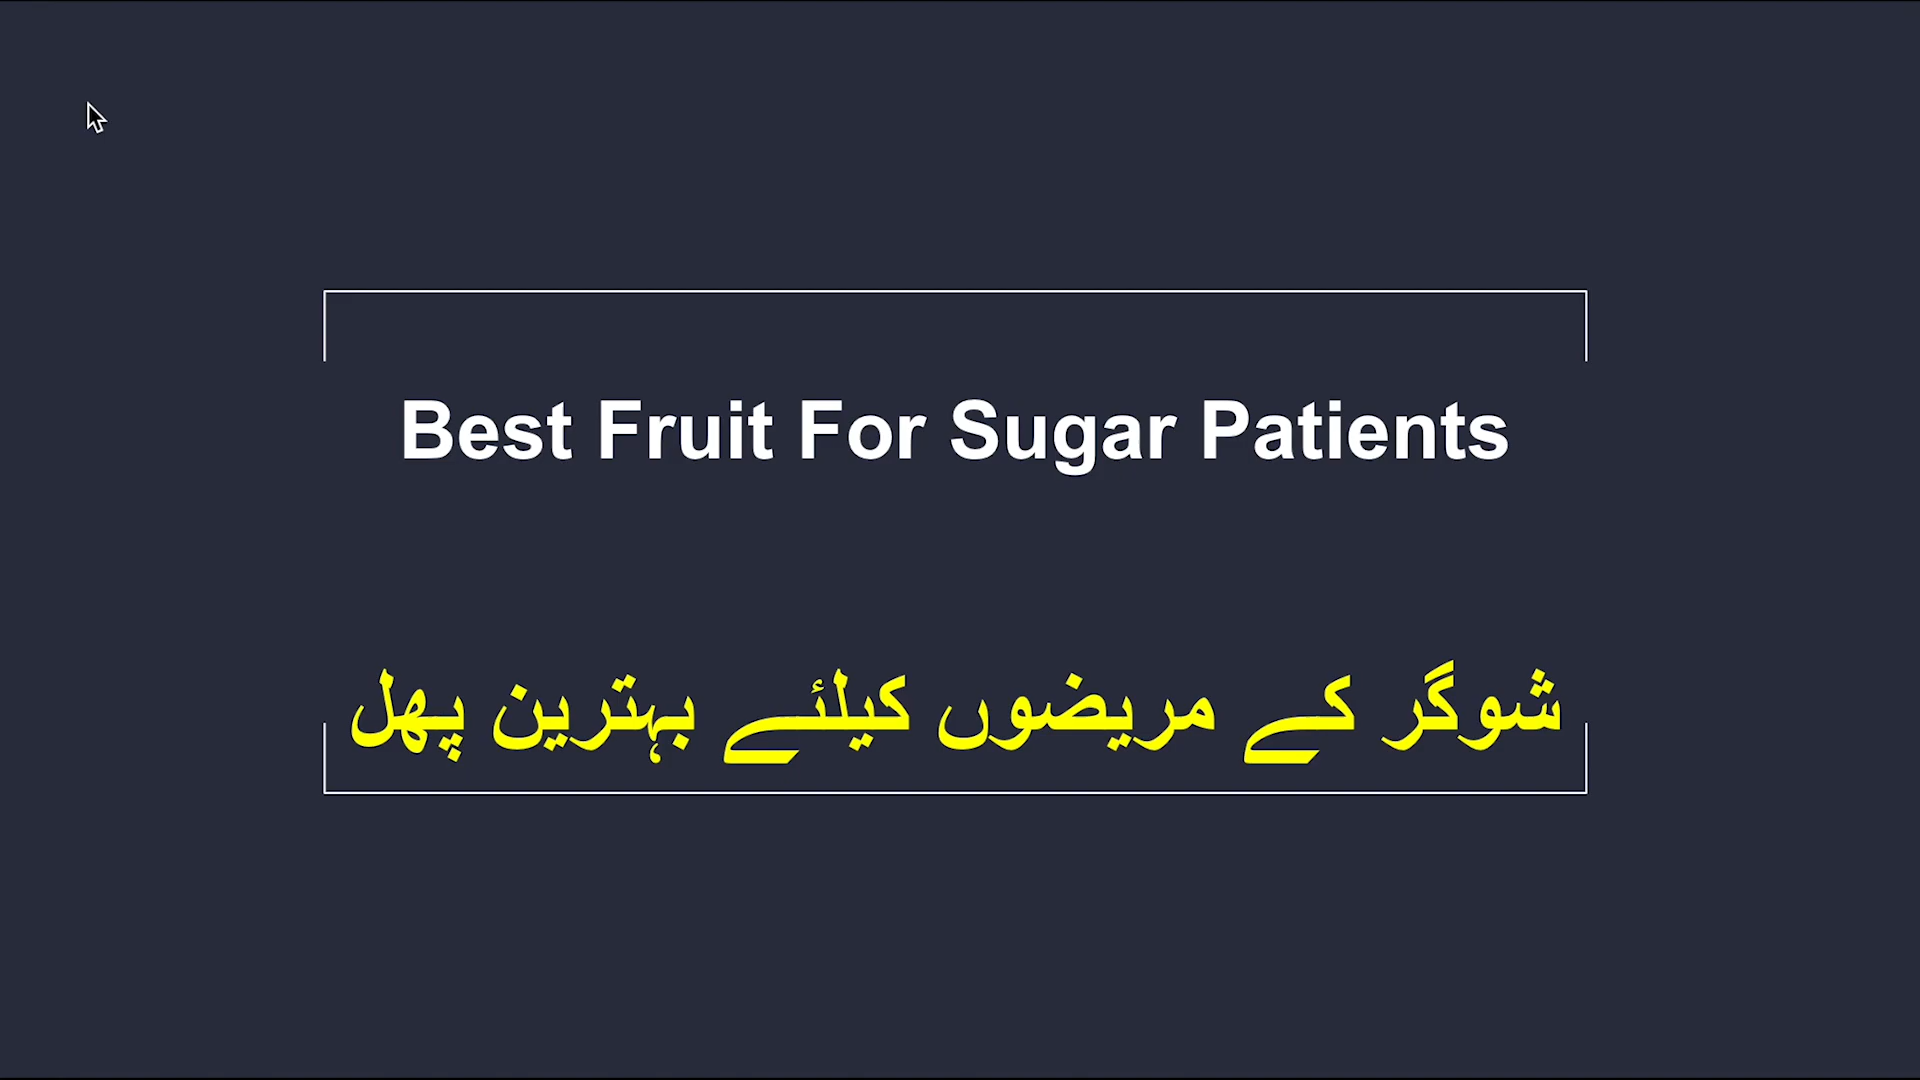 Best Fruit For Sugar Patients
شوگر کے مریضوں کیلئے بہترین پھل